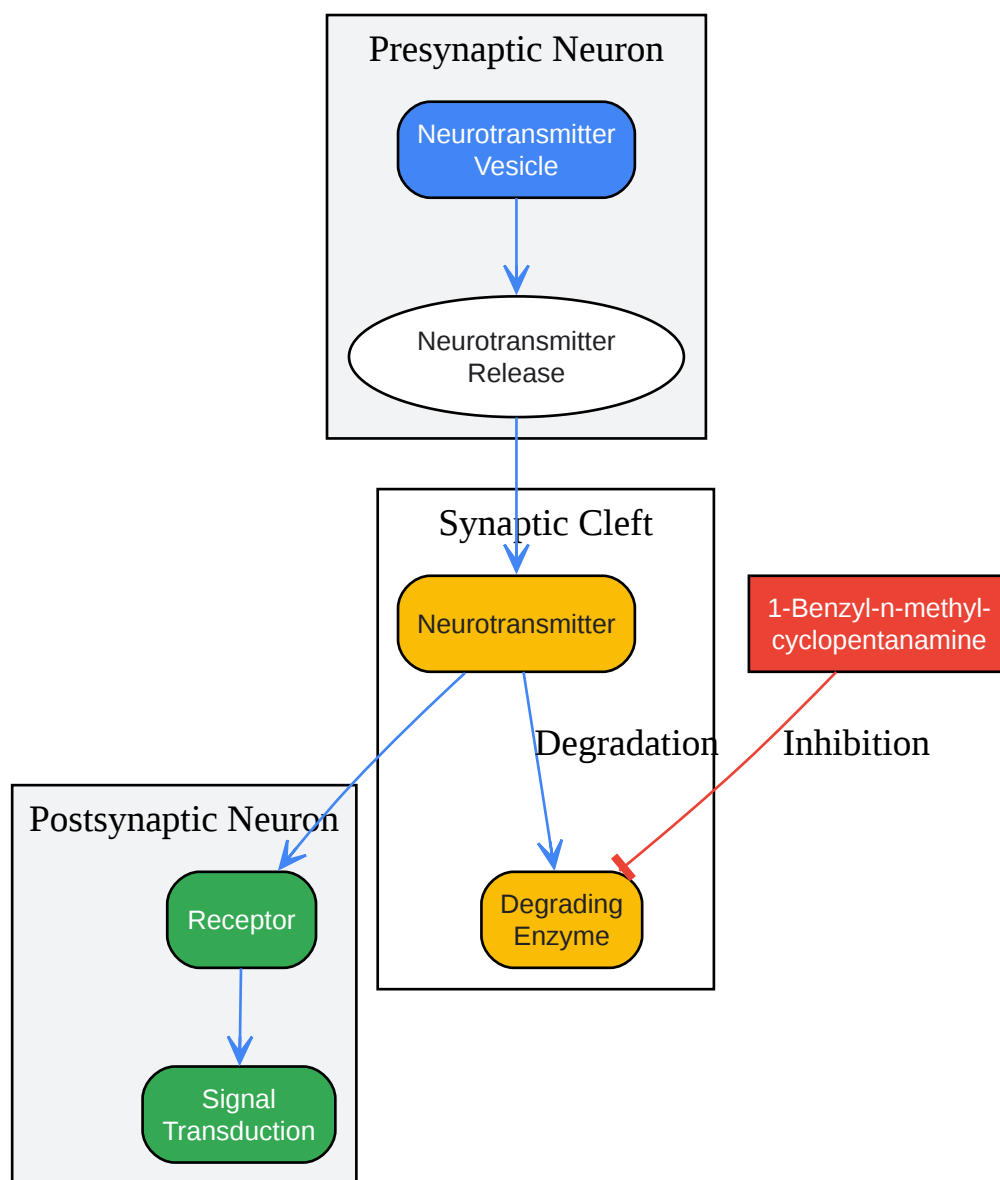 Presynaptic Neuron
Neurotransmitter
Vesicle
Neurotransmitter
Release
Synaptic Cleft
Neurotransmitter
1-Benzyl-n-methyl-
cyclopentanamine
Degradation
Inhibition
Postsynaptic Neuron
Receptor
Degrading
Enzyme
Signal
Transduction